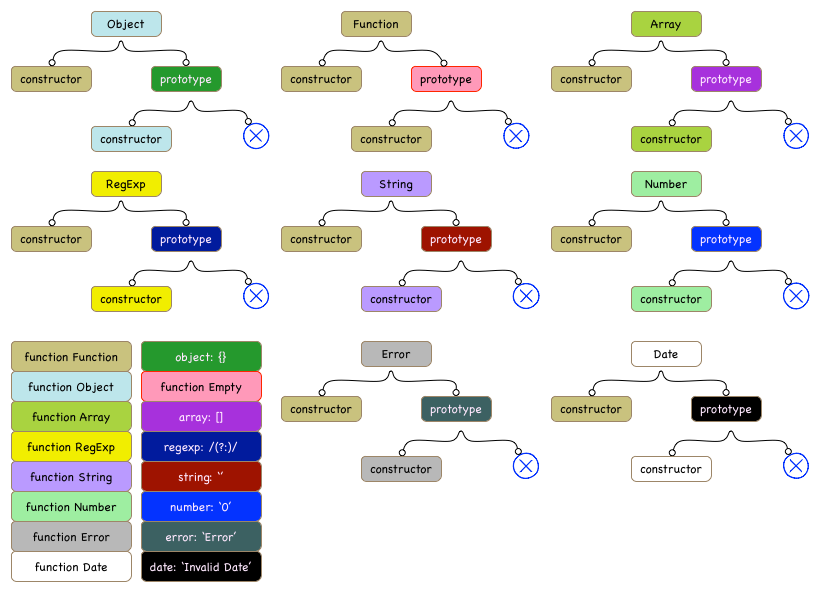 Object
Function
Array
constructor
prototype
constructor
prototype
constructor
prototype
constructor
constructor
constructor
RegExp
String
Number
constructor
prototype
constructor
prototype
constructor
prototype
constructor
constructor
constructor
function Function
object: {}
Error
Date
function Object
function Empty
function Array
array: []
constructor
prototype
constructor
prototype
function RegExp
regexp: /(?:)/
function String
string: ‘’
constructor
constructor
function Number
number: ‘0’
function Error
error: ‘Error’
function Date
date: ‘Invalid Date’